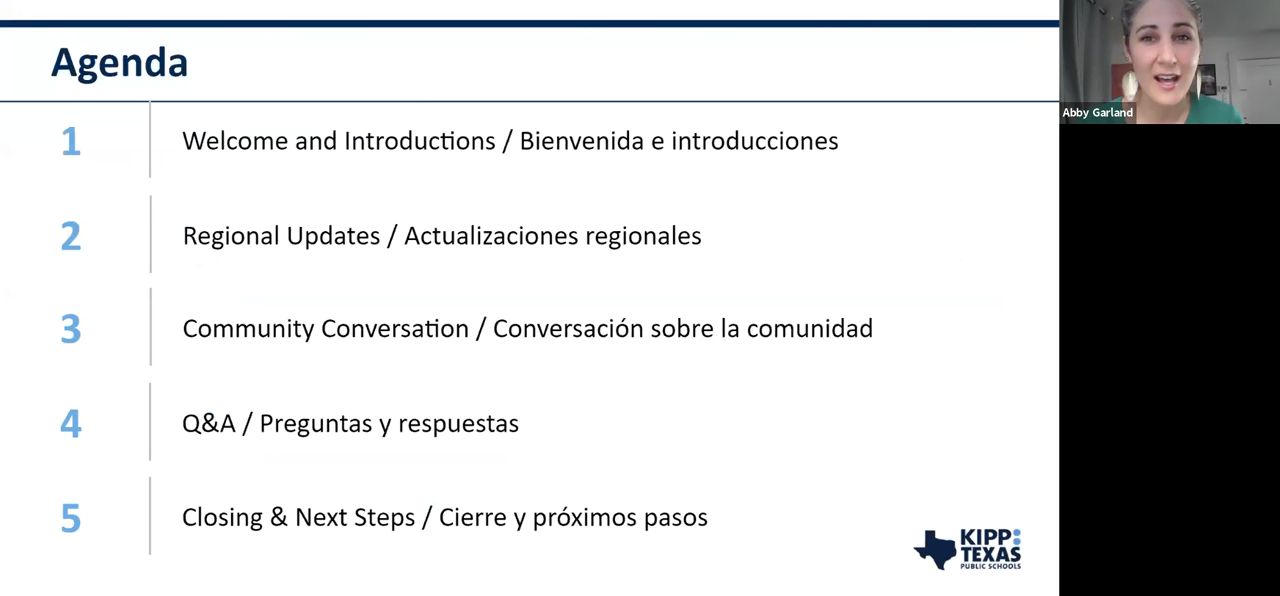 Agenda
1
Welcome and Introductions / Bienvenida e introducciones
2
Regional Updates / Actualizaciones regionales
3
Community Conversation / Conversación sobre la comunidad
4
Q&A / Preguntas y respuestas
5
Closing & Next Steps / Cierre y próximos pasos
KIPP:
TEXAS
PUBLIC SCHOOLS
Abby Garland